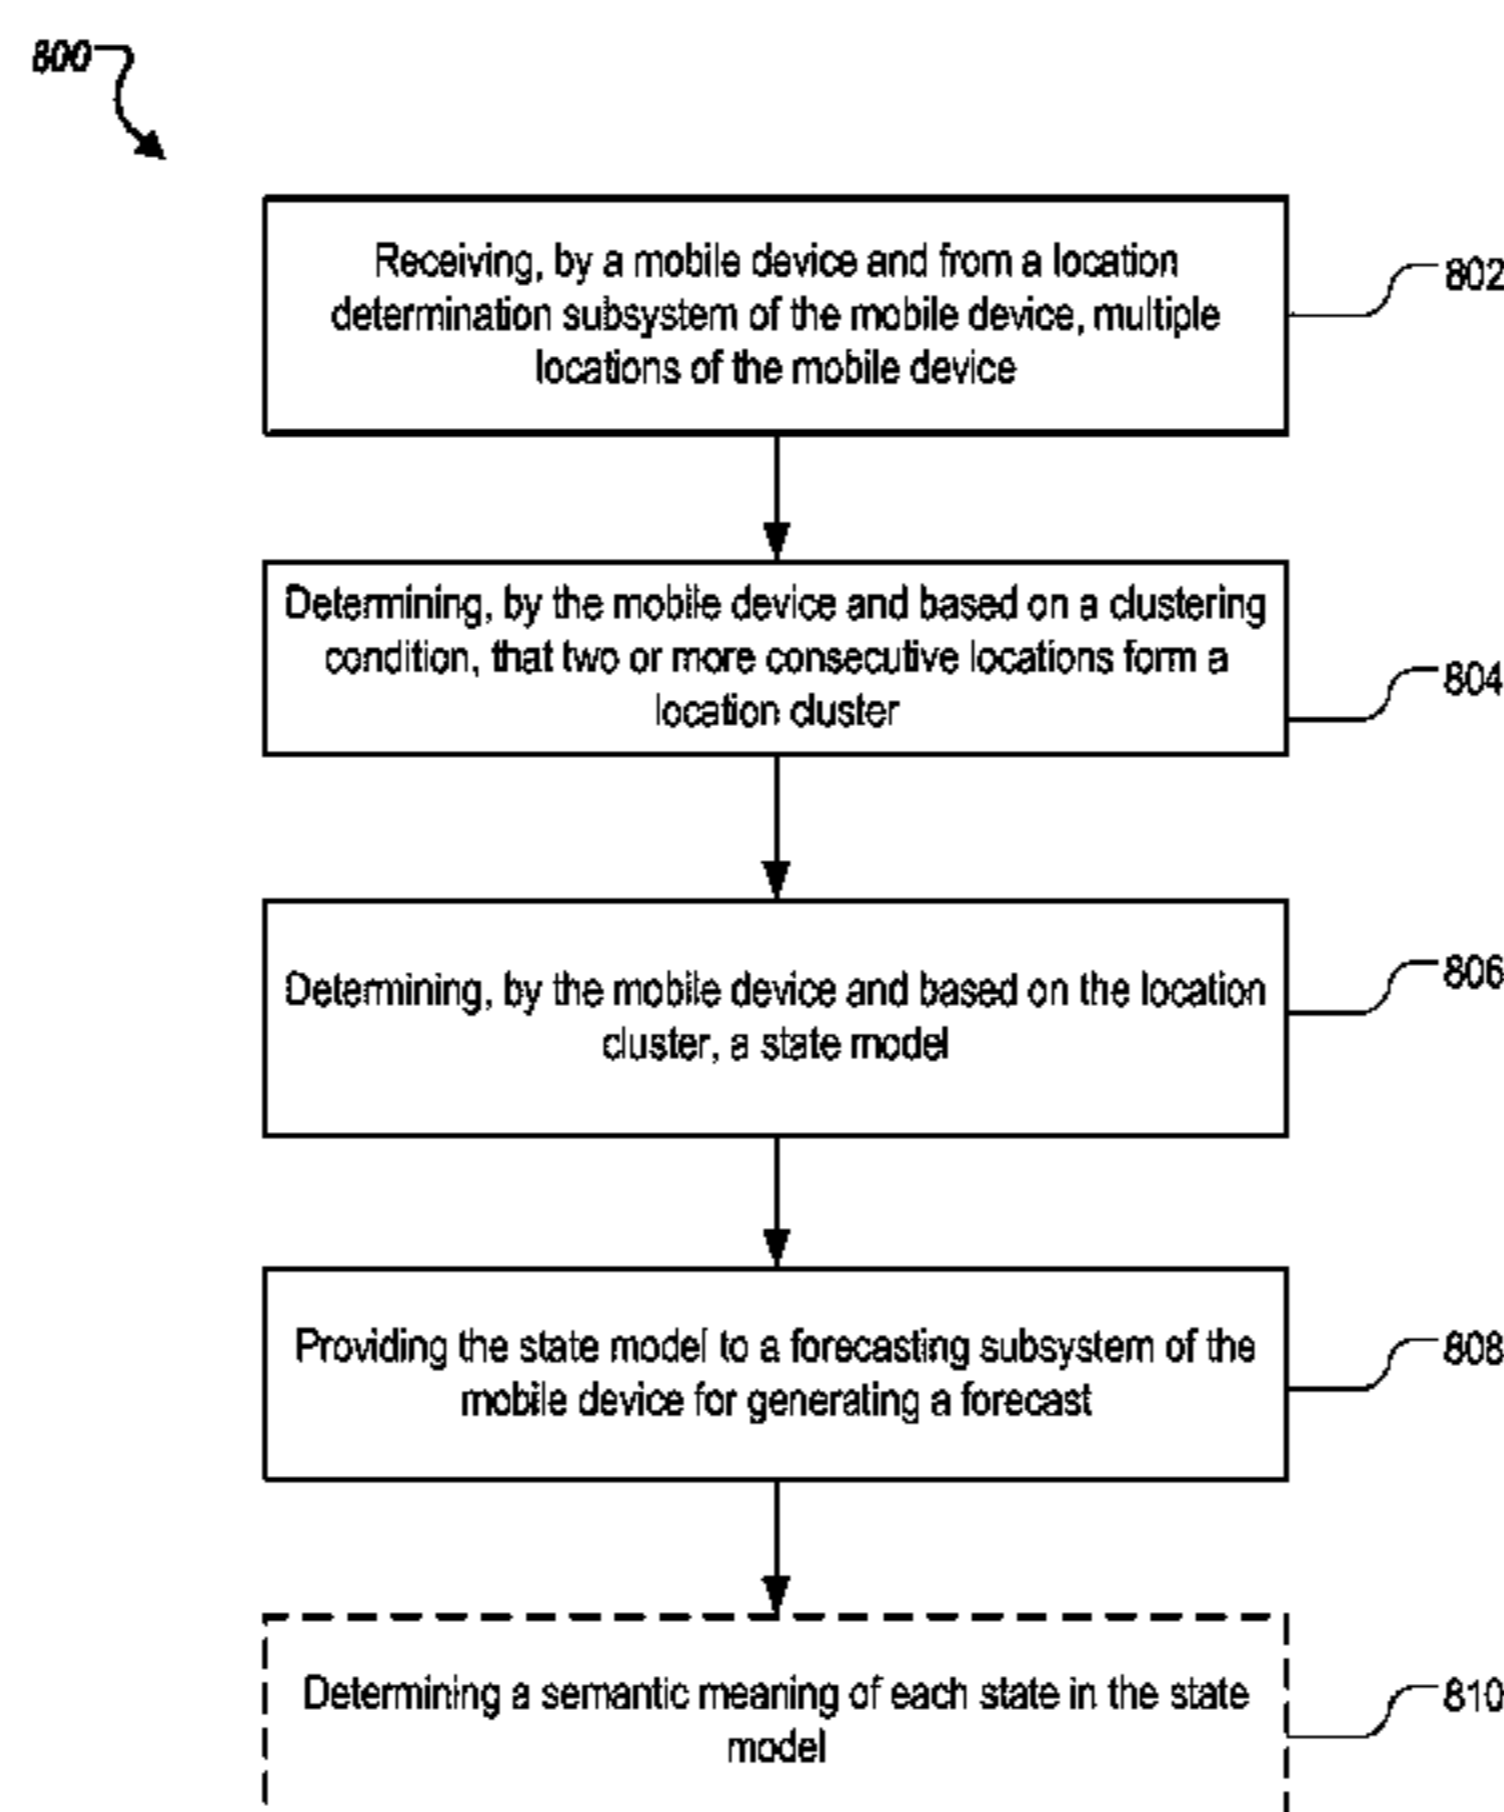 800
Receiving, by a mobile device and from a location
determination subsystem of the mobile device, multiple
locations of the mobile device
802
Determining, by the mobile device and based on a clustering
condition, that two or more consecutive locations form a
location cluster
804
Determining, by the mobile device and based on the location
cluster, a state model
806
Providing the state model to a forecasting subsystem of the
mobile device for generating a forecast
808
Determining a semantic meaning of each state in the state
model
810